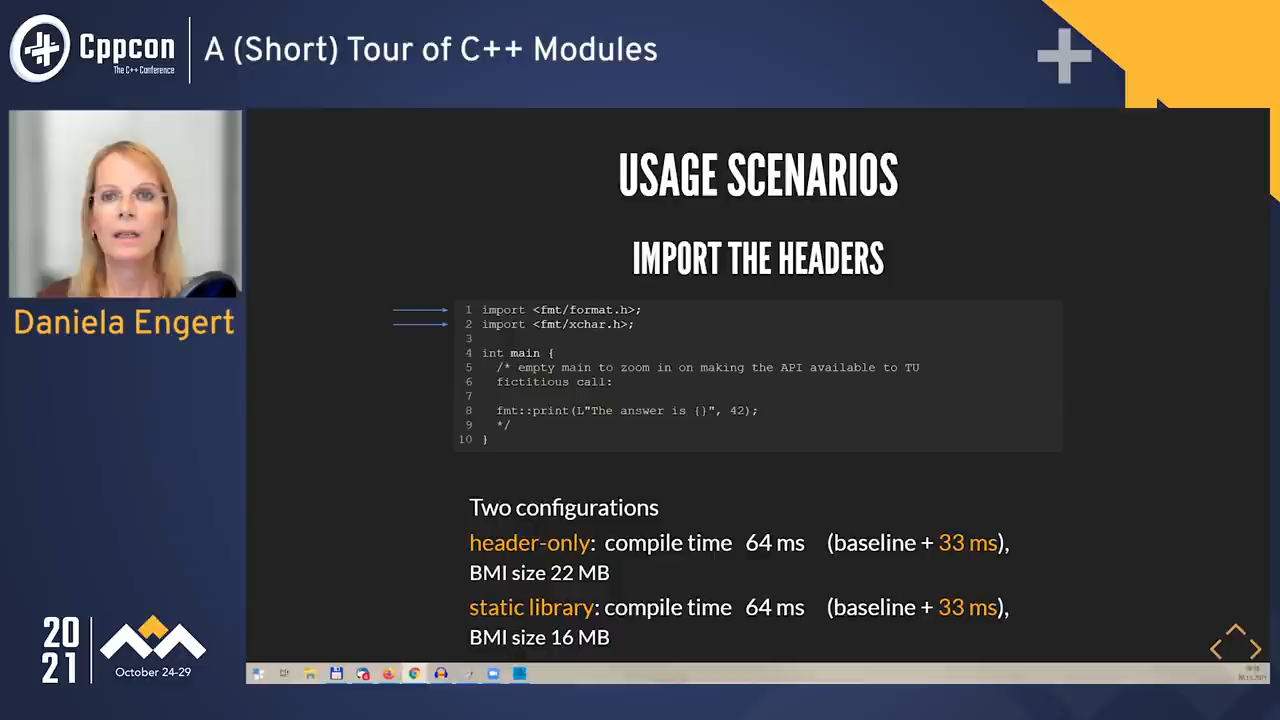 Cppcon
The C++ Conference
A (Short) Tour of C++ Modules
Daniela Engert
USAGE SCENARIOS
IMPORT THE HEADERS
1 import <fmt/format.h>;
2 import <fmt/xchar.h>;
3
4 int main {
5 /* empty main to zoom in on making the API available to TU
6 fictitious call:
7
8 fmt::print(L"The answer is {}", 42);
9 */
10 }
Two configurations
header-only: compile time 64 ms (baseline + 33 ms),
BMI size 22 MB
static library: compile time 64 ms (baseline + 33 ms),
BMI size 16 MB
20
21
October 24-29